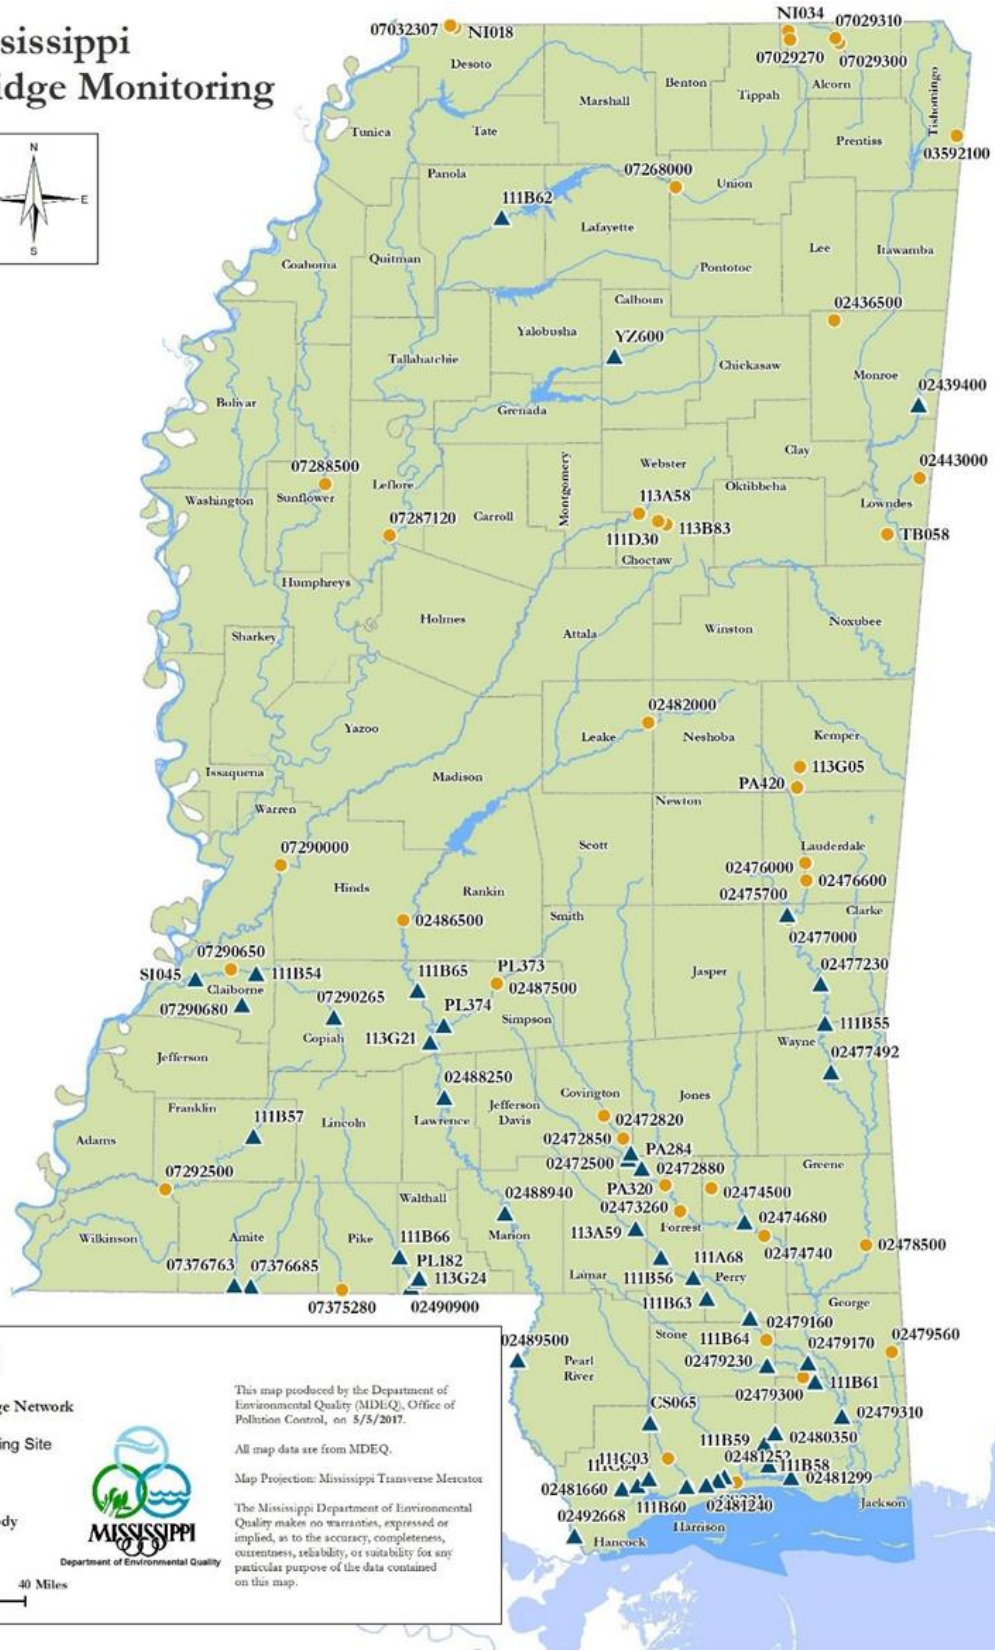 sissippi
idge Monitoring
N
E
S
07032307
NI018
NI034
07029310
07029270
07029300
Desoto
Marshall
Benton
Tippah
Alcorn
Tishomingo
Tunica
Tate
Prentiss
03592100
Panola
07268000
Union
111B62
Lafayette
Lee
Itawamba
Coahoma
Quitman
Pontotoc
Calhoun
02436500
Yalobusha
YZ600
Tallahatchie
Chickasaw
Monroe
02439400
Bolivar
Grenada
Clay
07288500
Webster
02443000
Montgomery
Washington
Sunflower
Leflore
113A58
Oktibbeha
Lowndes
07287120
Carroll
111D30
113B83
TB058
Choctaw
Humphreys
Holmes
Attala
Winston
Noxubee
Sharkey
02482000
Yazoo
Leake
Neshoba
Kemper
113G05
Issaquena
Madison
PA420
Warren
Newton
07290000
Scott
Lauderdale
02476000
02476600
Hinds
Rankin
02475700
Smith
Clarke
02486500
02477000
07290650
SI045
111B54
111B65
PL373
02487500
Jasper
02477230
Claiborne
07290680
07290265
PL374
Simpson
111B55
Copiah
113G21
Wayne
02477492
Jefferson
02488250
Covington
Jones
Franklin
111B57
Lincoln
Lawrence
Jefferson
Davis
02472820
Adams
02472850
PA284
02472500
02472880
Greene
07292500
Walthall
02488940
PA320
02474500
02473260
02474680
Wilkinson
Amite
Pike
111B66
Marion
113A59
Forrest
02474740
02478500
07376763
07376685
PL182
113G24
Lamar
111B56
111A68
Perry
07375280
02490900
111B63
George
02479160
02489500
Stone
111B64
02479170
02479560
Pearl
River
02479230
111B61
02479300
CS065
02479310
111B59
02480350
111C03
02481252
111B58
02481660
02481299
111B60
02481240
Jackson
02492668
Harrison
Hancock
ge Network
ing Site
dy
40 Miles
MISSISSIPPI
Department of Environmental Quality
This map produced by the Department of
Environmental Quality (MDEQ), Office of
Pollution Control, on 5/5/2017.
All map data are from MDEQ.
Map Projection: Mississippi Transverse Mercator
The Mississippi Department of Environmental
Quality makes no warranties, expressed or
implied, as to the accuracy, completeness,
currentness, reliability, or suitability for any
particular purpose of the data contained
on this map.